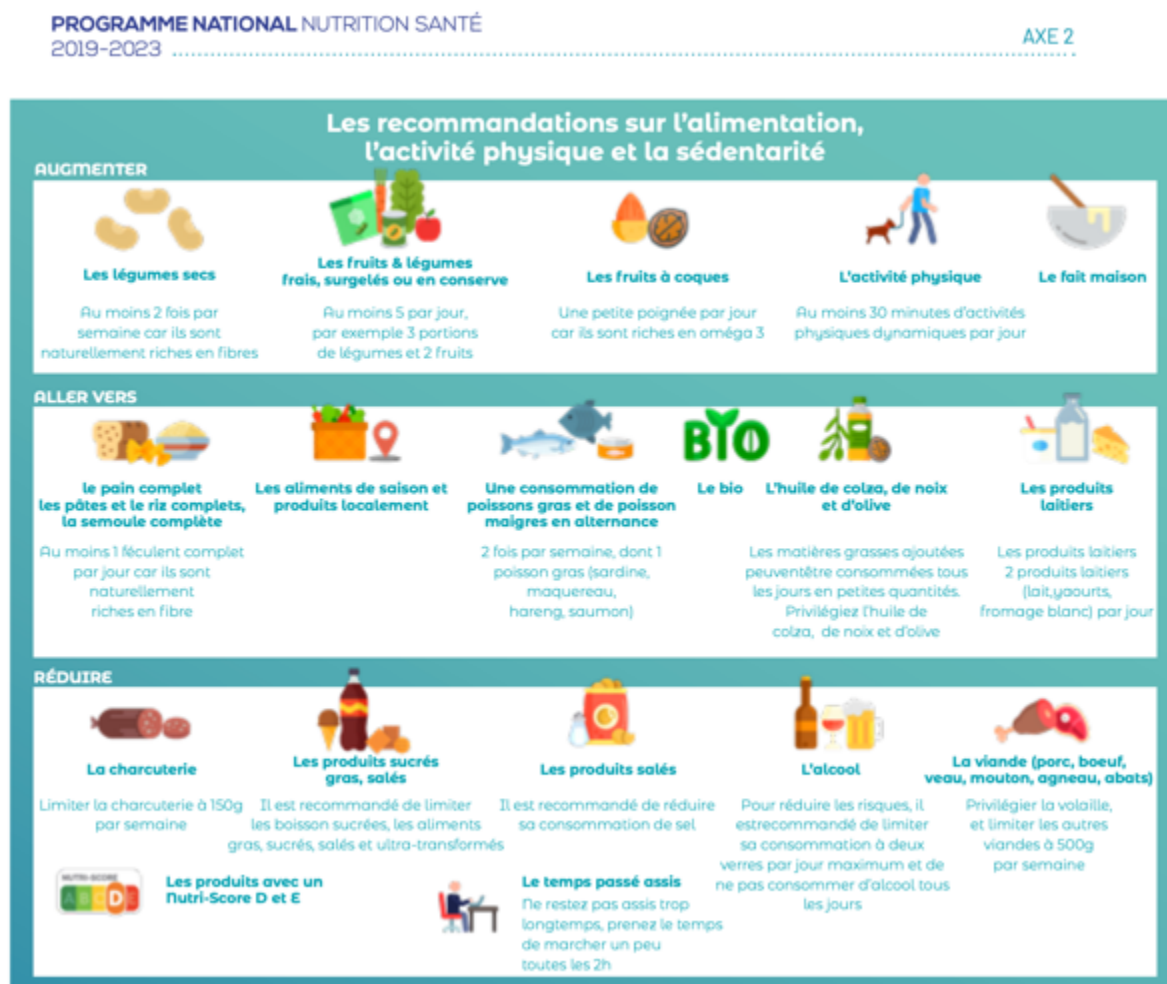 PROGRAMME NATIONAL NUTRITION SANTÉ
2019-2023
AXE 2
Les recommandations sur l'alimentation,
l'activité physique et la sédentarité
AUGMENTER
Les légumes secs
Au moins 2 fois par
semaine car ils sont
naturellement riches en fibres
Les fruits & légumes
frais, surgelés ou en conserve
Au moins 5 par jour,
par exemple 3 portions
de légumes et 2 fruits
Les fruits à coques
Une petite poignée par jour
car ils sont riches en oméga 3
L'activité physique
Au moins 30 minutes d'activités
physiques dynamiques par jour
Le fait maison
ALLER VERS
le pain complet
les pâtes et le riz complets,
la semoule complète
Au moins 1 féculent complet
par jour car ils sont
naturellement
riches en fibre
Les aliments de saison et
produits localement
Une consommation de
poissons gras et de poisson
maigres en alternance
2 fois par semaine, dont 1
poisson gras (sardine,
maquereau,
hareng, saumon)
BIO
Le bio
L'huile de colza, de noix
et d'olive
Les matières grasses ajoutées
peuventêtre consommées tous
les jours en petites quantités.
Privilégiez l'huile de
colza, de noix et d'olive
Les produits
laitiers
Les produits laitiers
2 produits laitiers
(lait,yaourts,
fromage blanc) par jour
RÉDUIRE
La charcuterie
Limiter la charcuterie à 150g
par semaine
Les produits sucrés
gras, salés
Il est recommandé de limiter
les boisson sucrées, les aliments
gras, sucrés, salés et ultra-transformés
Les produits salés
Il est recommandé de réduire
sa consommation de sel
L'alcool
Pour réduire les risques, il
estrecommandé de limiter
sa consommation à deux
verres par jour maximum et de
ne pas consommer d'alcool tous
les jours
La viande (porc, boeuf,
veau, mouton, agneau, abats)
Privilégier la volaille,
et limiter les autres
viandes à 500g
par semaine
NUTRI-SCORE
A B C D E
Les produits avec un
Nutri-Score D et E
Le temps passé assis
Ne restez pas assis trop
longtemps, prenez le temps
de marcher un peu
toutes les 2h